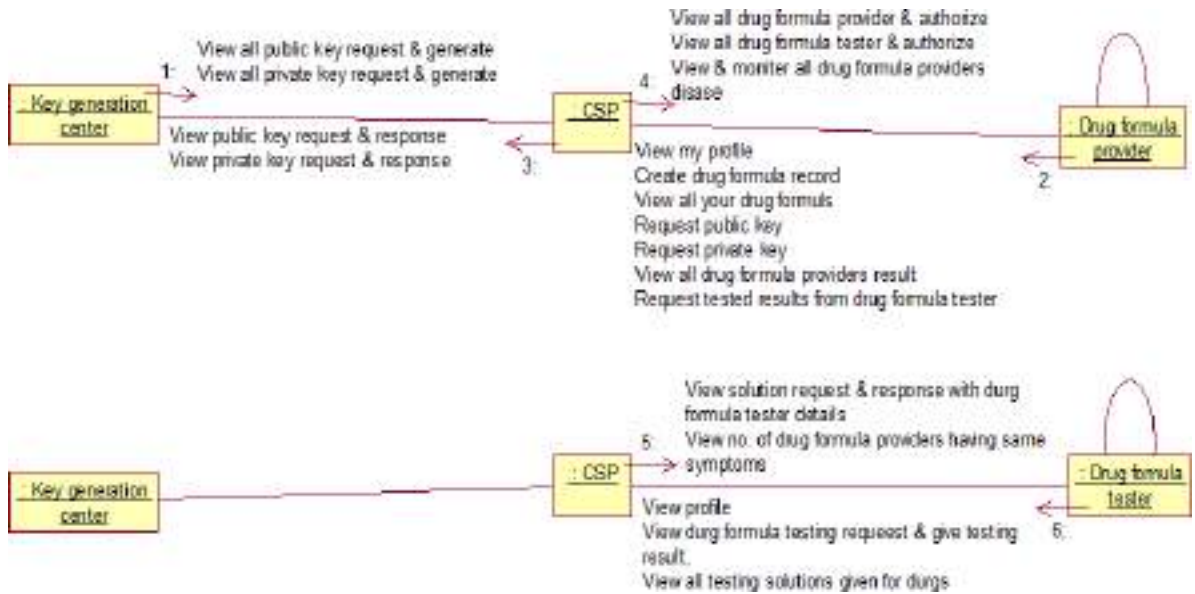 View all drug formula provider & authorize
View all drug formula tester & authorize
View & moniter all drug formula providers
disase
View all public key request & generate
View all private key request & generate
1:
4:
: Key generation
center
: CSP
: Drug formula
provider
View public key request & response
View private key request & response
3:
2:
View my profile
Create drug formula record
View all your drug formuls
Request public key
Request private key
View all drug formula providers result
Request tested results from drug formula tester
View solution request & response with durg
formula tester details
View no. of drug formula providers having same
symptoms
5:
: Key generation
center
: CSP
: Drug fomula
tester
View profile
View durg formula testing requeest & give testing
result.
View all testing solutions given for durgs
6: